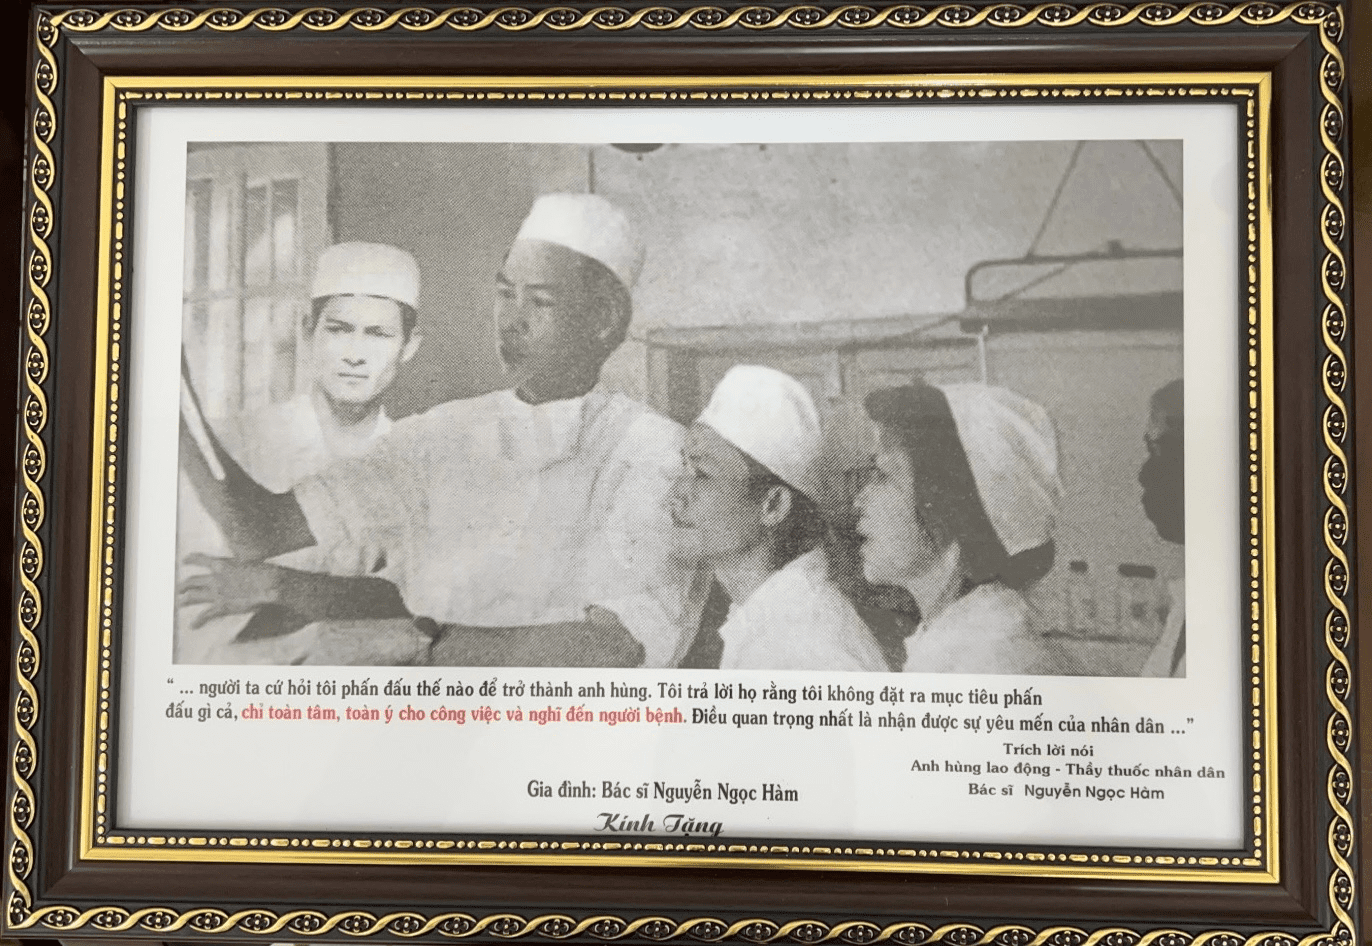 “ ... người ta cứ hỏi tôi phấn đấu thế nào để trở thành anh hùng. Tôi trả lời họ rằng tôi không đặt ra mục tiêu phấn
đấu gì cả, chỉ toàn tâm, toàn ý cho công việc và nghĩ đến người bệnh. Điều quan trọng nhất là nhận được sự yêu mến của nhân dân ...”
Trích lời nói
Anh hùng lao động - Thầy thuốc nhân dân
Bác sĩ Nguyễn Ngọc Hàm
Gia đình: Bác sĩ Nguyễn Ngọc Hàm
Kính Tặng